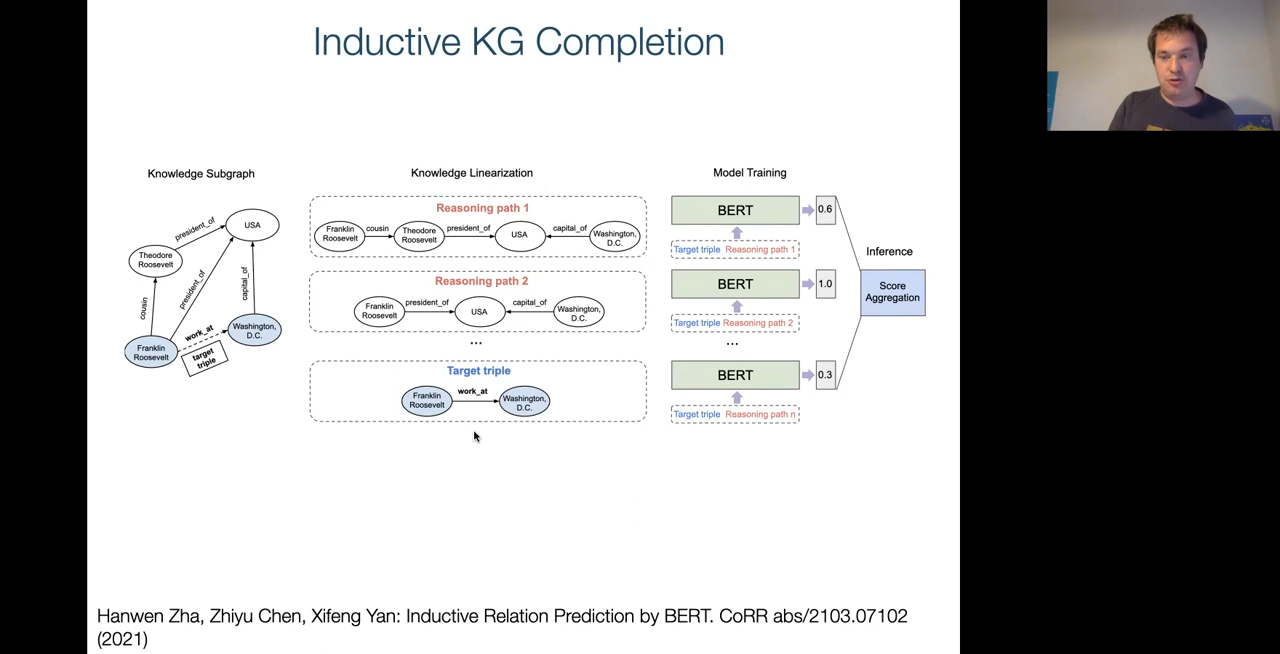 Inductive KG Completion
Knowledge Subgraph
president_of
USA
Theodore
Roosevelt
cousin
president_of
capital_of
work_at
Washington,
D.C.
Franklin
Roosevelt
target
triple
Knowledge Linearization
Reasoning path 1
Franklin
Roosevelt
cousin
Theodore
Roosevelt
president_of
USA
capital_of
Washington,
D.C.
Reasoning path 2
Franklin
Roosevelt
president_of
USA
capital_of
Washington,
D.C.
...
Target triple
Franklin
Roosevelt
work_at
Washington,
D.C.
Model Training
BERT
0.6
Target triple Reasoning path 1
BERT
1.0
Target triple Reasoning path 2
...
BERT
0.3
Target triple Reasoning path n
Inference
Score
Aggregation
Hanwen Zha, Zhiyu Chen, Xifeng Yan: Inductive Relation Prediction by BERT. CoRR abs/2103.07102
(2021)